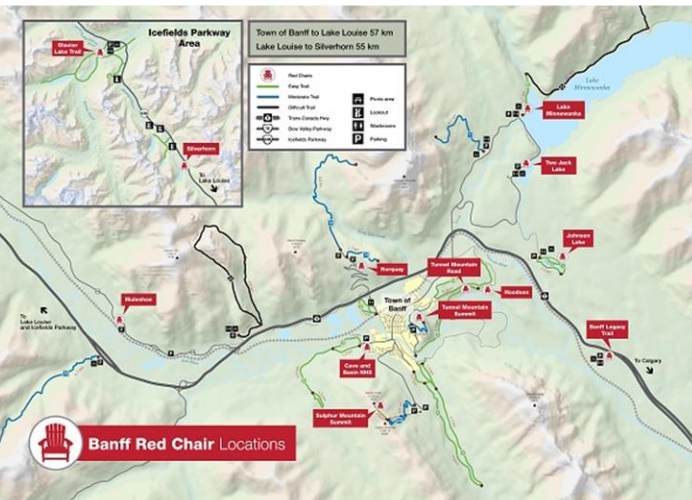 Icefields Parkway
Area
Glacier
Lake Trail
Silverhorn
To
Lake Louise
Town of Banff to Lake Louise 57 km
Lake Louise to Silverhorn 55 km
Red Chairs
Easy Trail
Moderate Trail
Difficult Trail
Trans-Canada Hwy
Bow Valley Parkway
Icefields Parkway
Picnic area
Lookout
Washrooms
Parking
Lake
Minnewanka
Lake
Minnewanka
Two Jack
Lake
Johnson
Lake
Norquay
Tunnel Mountain
Road
Hoodoos
Town of
Banff
Tunnel Mountain
Summit
Muleshoe
To
Lake Louise
and Icefields Parkway
Banff Legacy
Trail
To Calgary
Cave and
Basin NHS
Sulphur Mountain
Summit
Banff Red Chair Locations